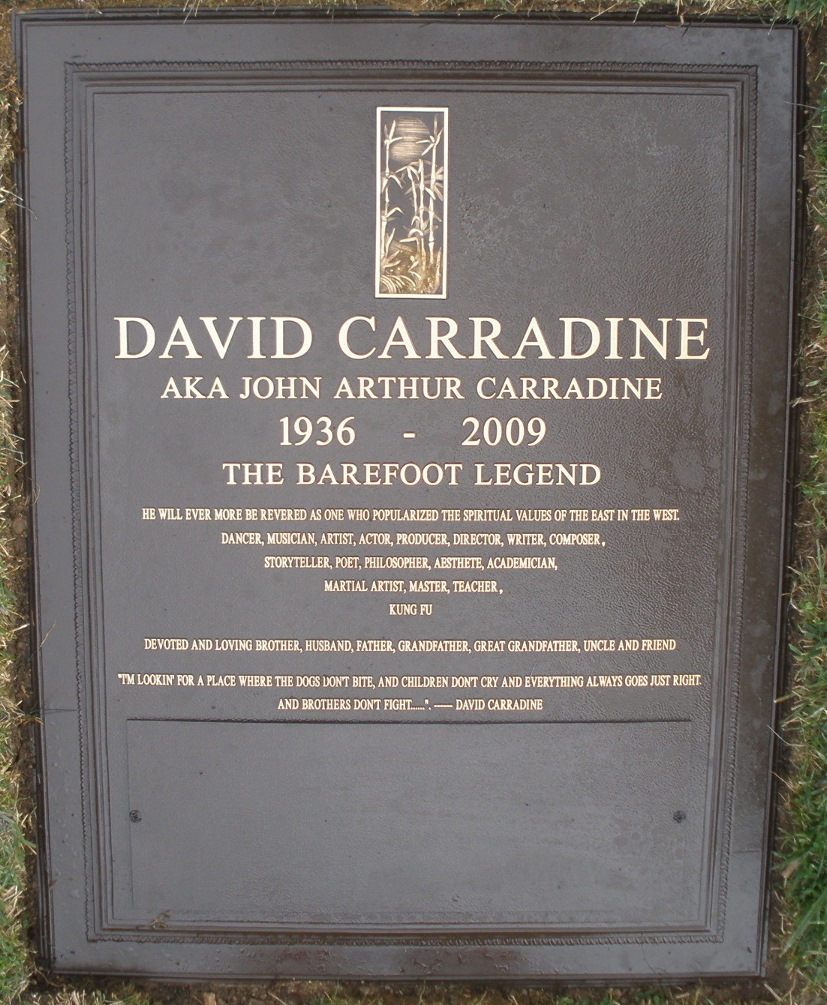 DAVID CARRADINE
AKA JOHN ARTHUR CARRADINE
1936 - 2009
THE BAREFOOT LEGEND
HE WILL EVER MORE BE REVERED AS ONE WHO POPULARIZED THE SPIRITUAL VALUES OF THE EAST IN THE WEST.
DANCER, MUSICIAN, ARTIST, ACTOR, PRODUCER, DIRECTOR, WRITER, COMPOSER,
STORYTELLER, POET, PHILOSOPHER, AESTHETE, ACADEMICIAN,
MARTIAL ARTIST, MASTER, TEACHER,
KUNG FU
DEVOTED AND LOVING BROTHER, HUSBAND, FATHER, GRANDFATHER, GREAT GRANDFATHER, UNCLE AND FRIEND
"I'M LOOKIN' FOR A PLACE WHERE THE DOGS DON'T BITE, AND CHILDREN DON'T CRY AND EVERYTHING ALWAYS GOES JUST RIGHT.
AND BROTHERS DON'T FIGHT......". —— DAVID CARRADINE